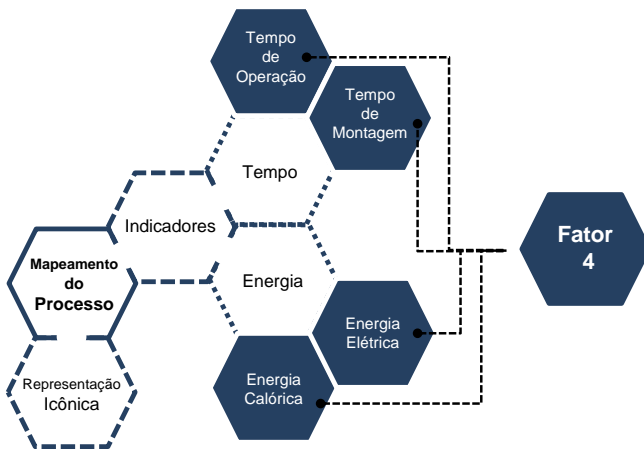 Tempo
de
Operação
Tempo
de
Montagem
Tempo
Indicadores
Mapeamento
do
Processo
Energia
Representação
Icônica
Energia
Elétrica
Energia
Calórica
Fator
4